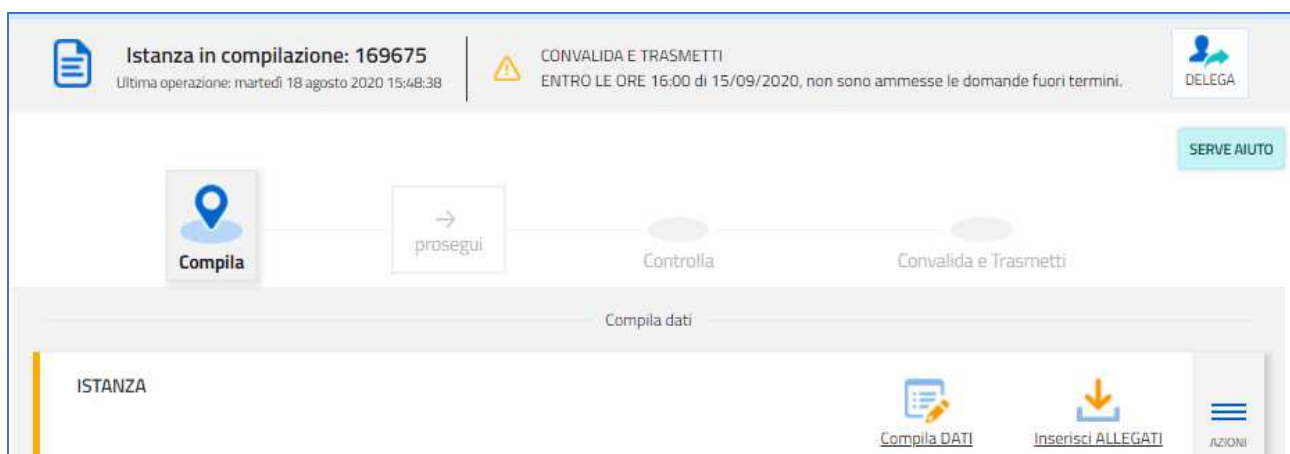 Istanza in compilazione: 169675
Ultima operazione: martedì 18 agosto 2020 15:48:38
CONVALIDA E TRASMETTI
ENTRO LE ORE 16:00 di 15/09/2020, non sono ammesse le domande fuori termini.
DELEGA
SERVE AIUTO
Compila
prosegui
Controlla
Convalida e Trasmetti
Compila dati
ISTANZA
Compila DATI
Inserisci ALLEGATI
AZIONI